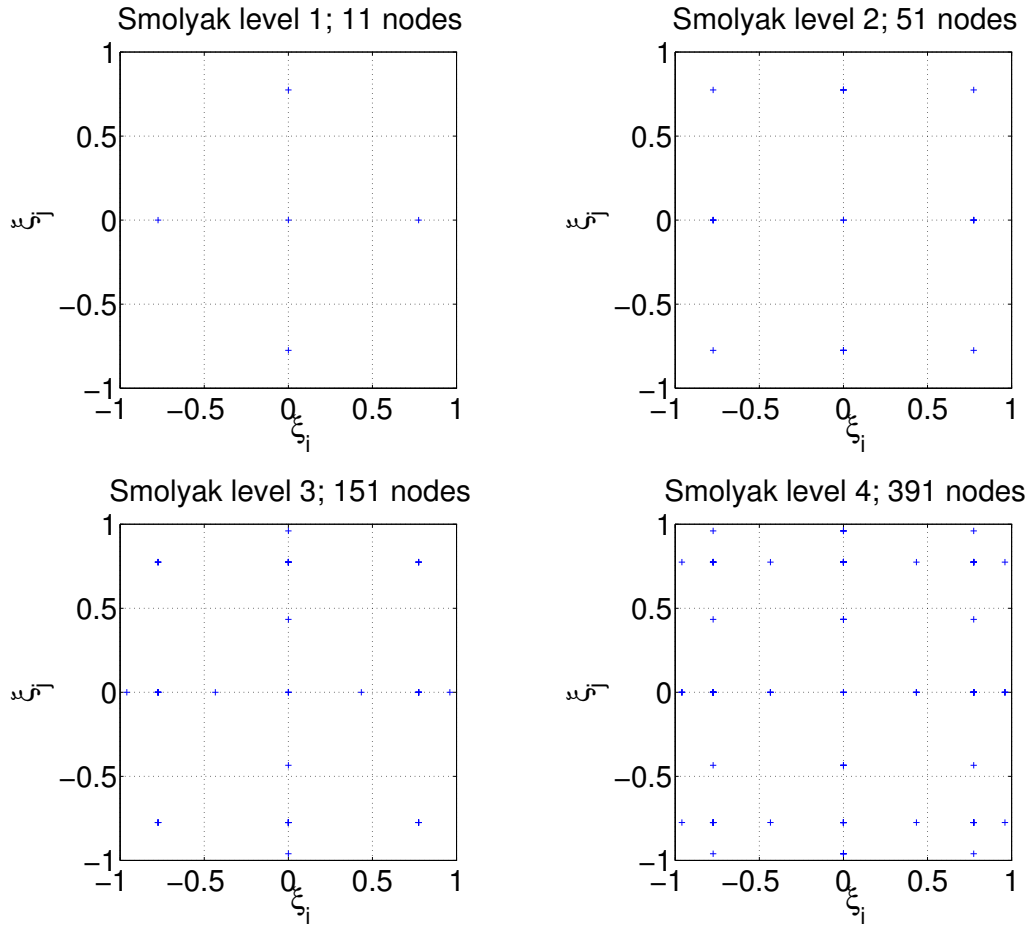 Smolyak level 1; 11 nodes
1
0.5
0
−0.5
−1
ξj
−1 −0.5 0 0.5 1
ξi
Smolyak level 2; 51 nodes
1
0.5
0
−0.5
−1
ξj
−1 −0.5 0 0.5 1
ξi
Smolyak level 3; 151 nodes
1
0.5
0
−0.5
−1
ξj
−1 −0.5 0 0.5 1
ξi
Smolyak level 4; 391 nodes
1
0.5
0
−0.5
−1
ξj
−1 −0.5 0 0.5 1
ξi